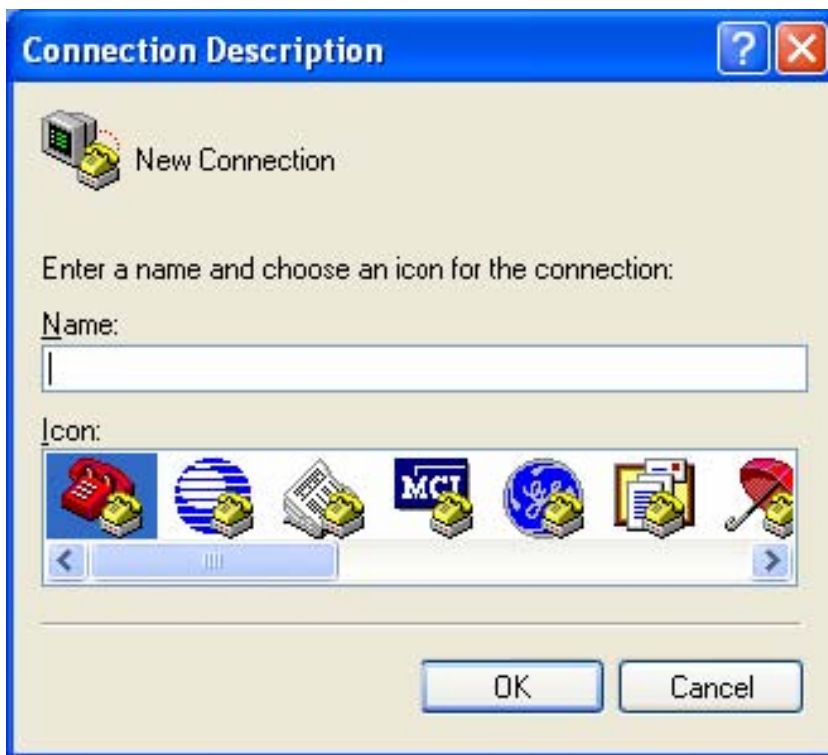 Connection Description
New Connection
Enter a name and choose an icon for the connection:
Name:
Icon:
MCI
OK
Cancel